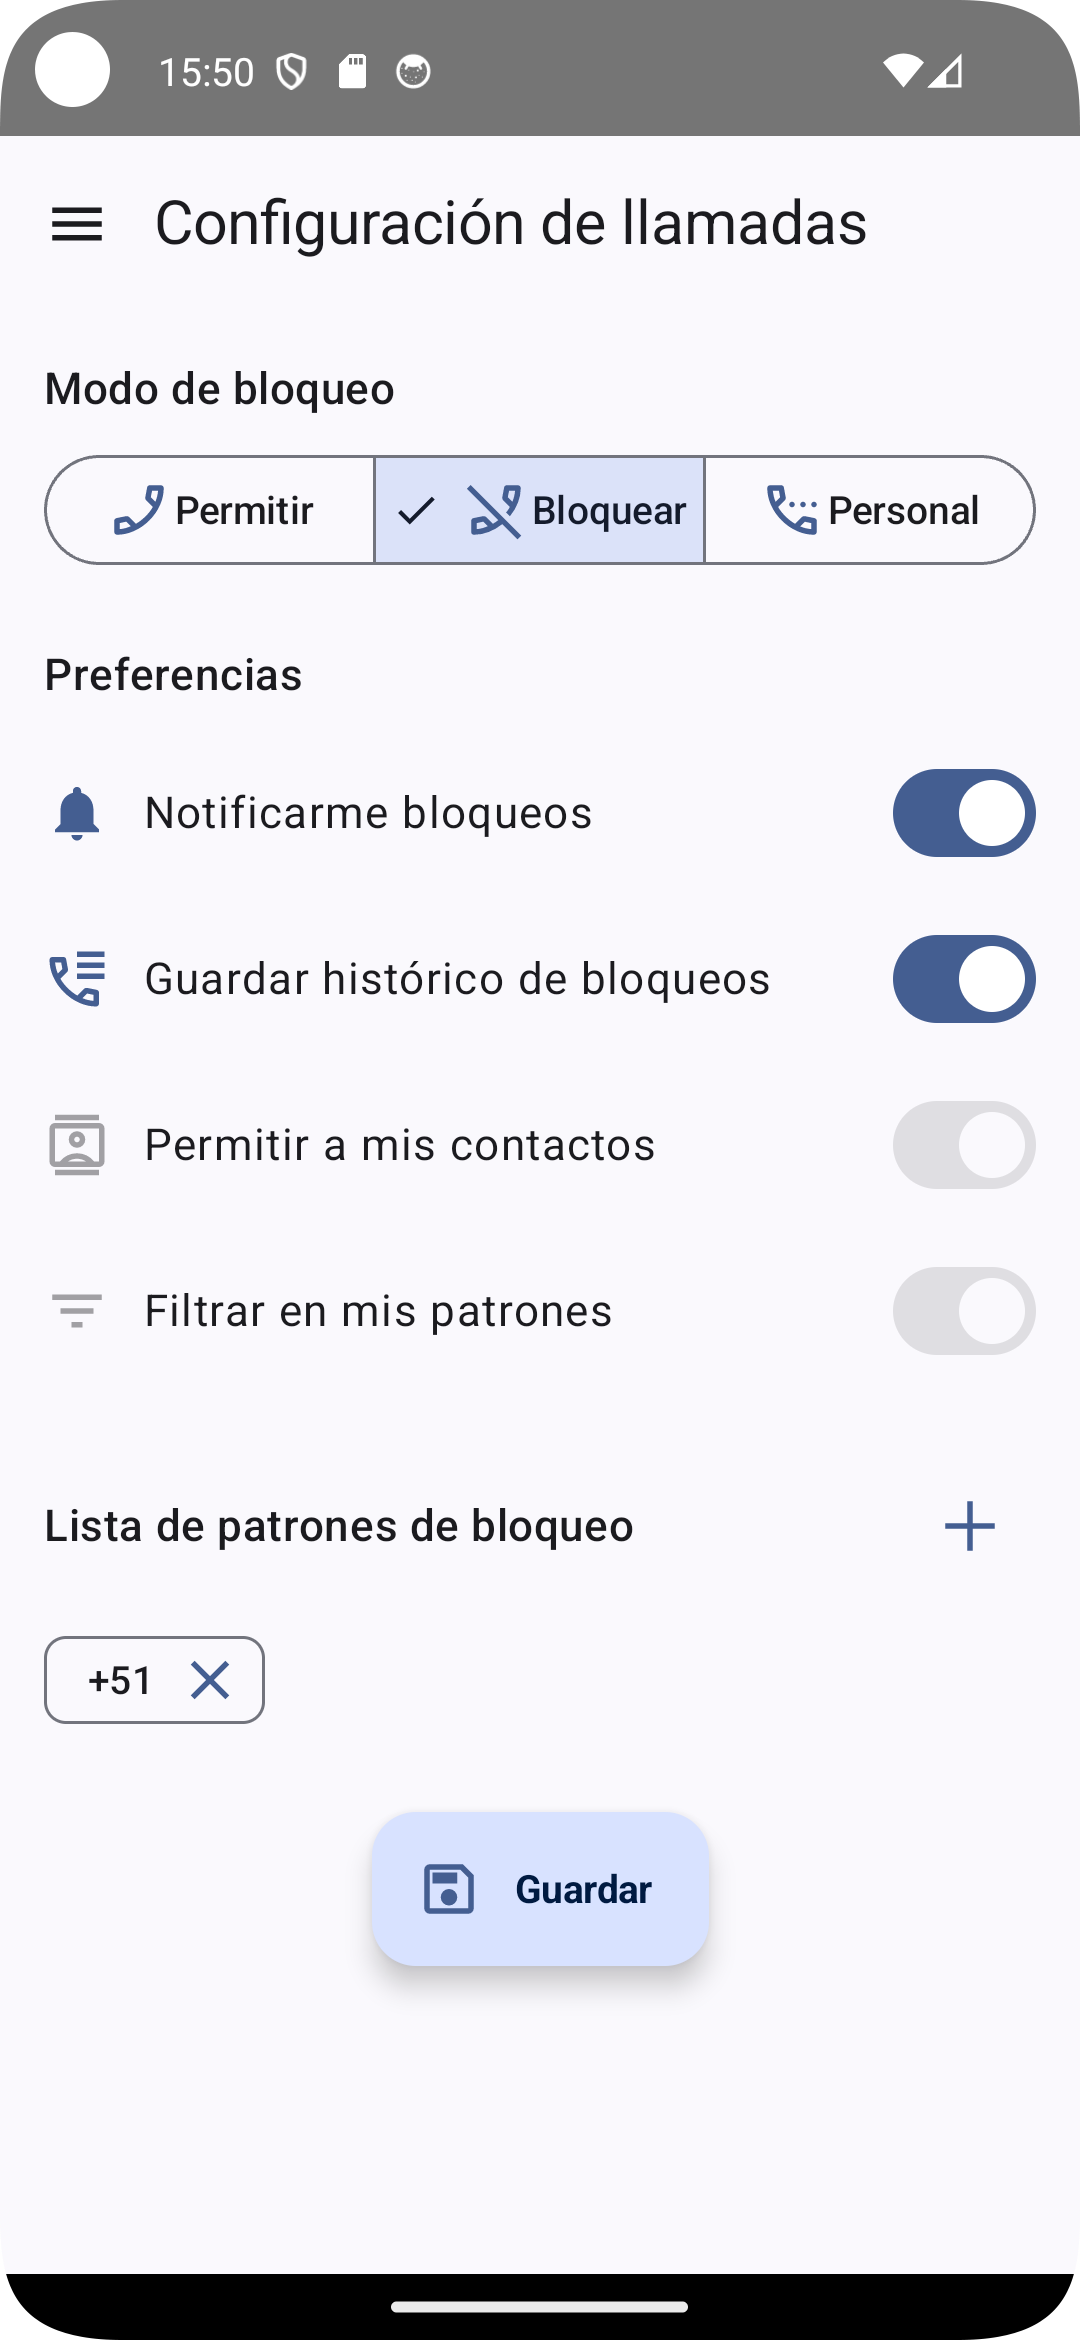 15:50
Configuración de llamadas
Modo de bloqueo
Permitir
Bloquear
Personal
Preferencias
Notificarme bloqueos
Guardar histórico de bloqueos
Permitir a mis contactos
Filtrar en mis patrones
Lista de patrones de bloqueo
+51
Guardar